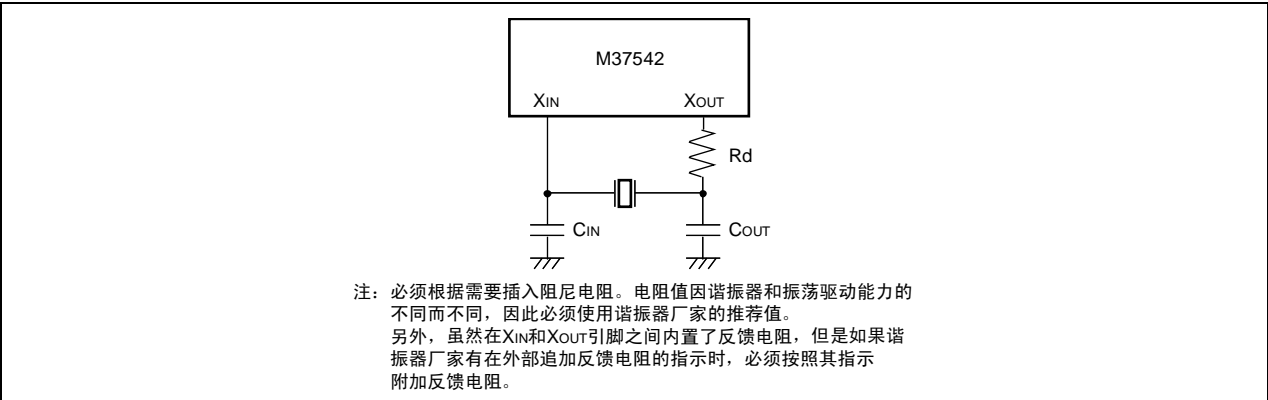 M37542
XIN XOUT
Rd
CIN COUT
注：必须根据需要插入阻尼电阻。电阻值因谐振器和振荡驱动能力的
不同而不同，因此必须使用谐振器厂家的推荐值。
另外，虽然在XIN和XOUT引脚之间内置了反馈电阻，但是如果谐
振器厂家有在外部追加反馈电阻的指示时，必须按照其指示
附加反馈电阻。